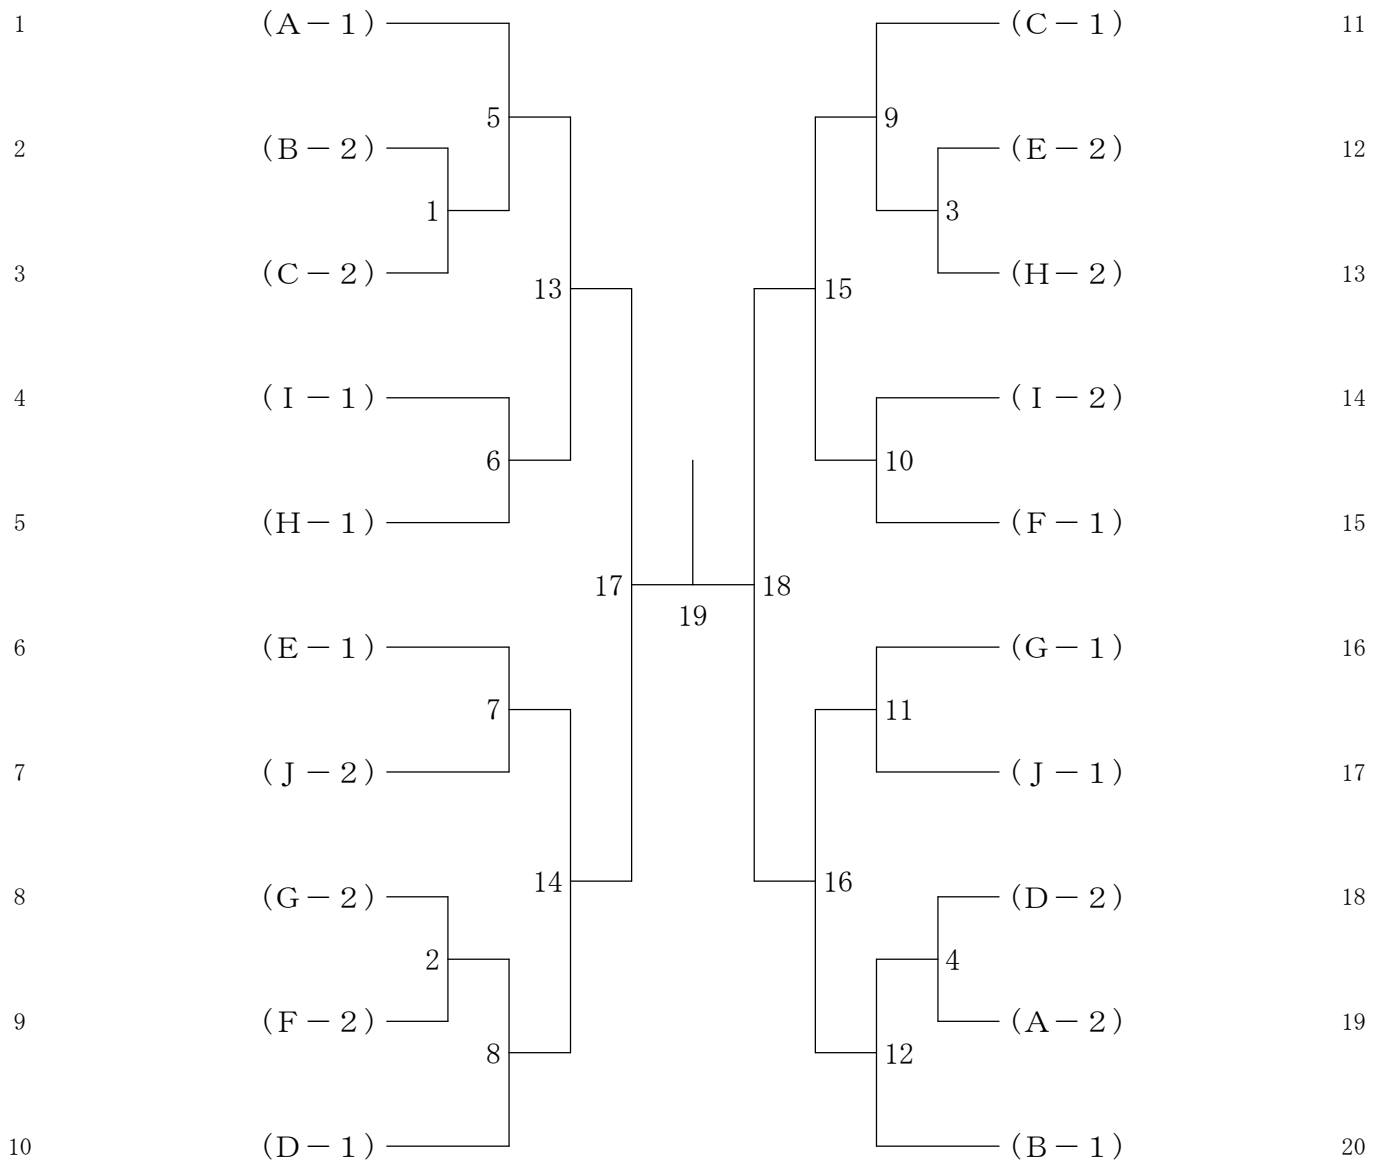 1 （Ａ－１） （Ｃ－１） 11
5 9
2 （Ｂ－２） （Ｅ－２） 12
1 3
3 （Ｃ－２） （Ｈ－２） 13
13 15
4 （Ｉ－１） （Ｉ－２） 14
6 10
5 （Ｈ－１） （Ｆ－１） 15
17 18
19
6 （Ｅ－１） （Ｇ－１） 16
7 11
7 （Ｊ－２） （Ｊ－１） 17
14 16
8 （Ｇ－２） （Ｄ－２） 18
2 4
9 （Ｆ－２） （Ａ－２） 19
8 12
10 （Ｄ－１） （Ｂ－１） 20